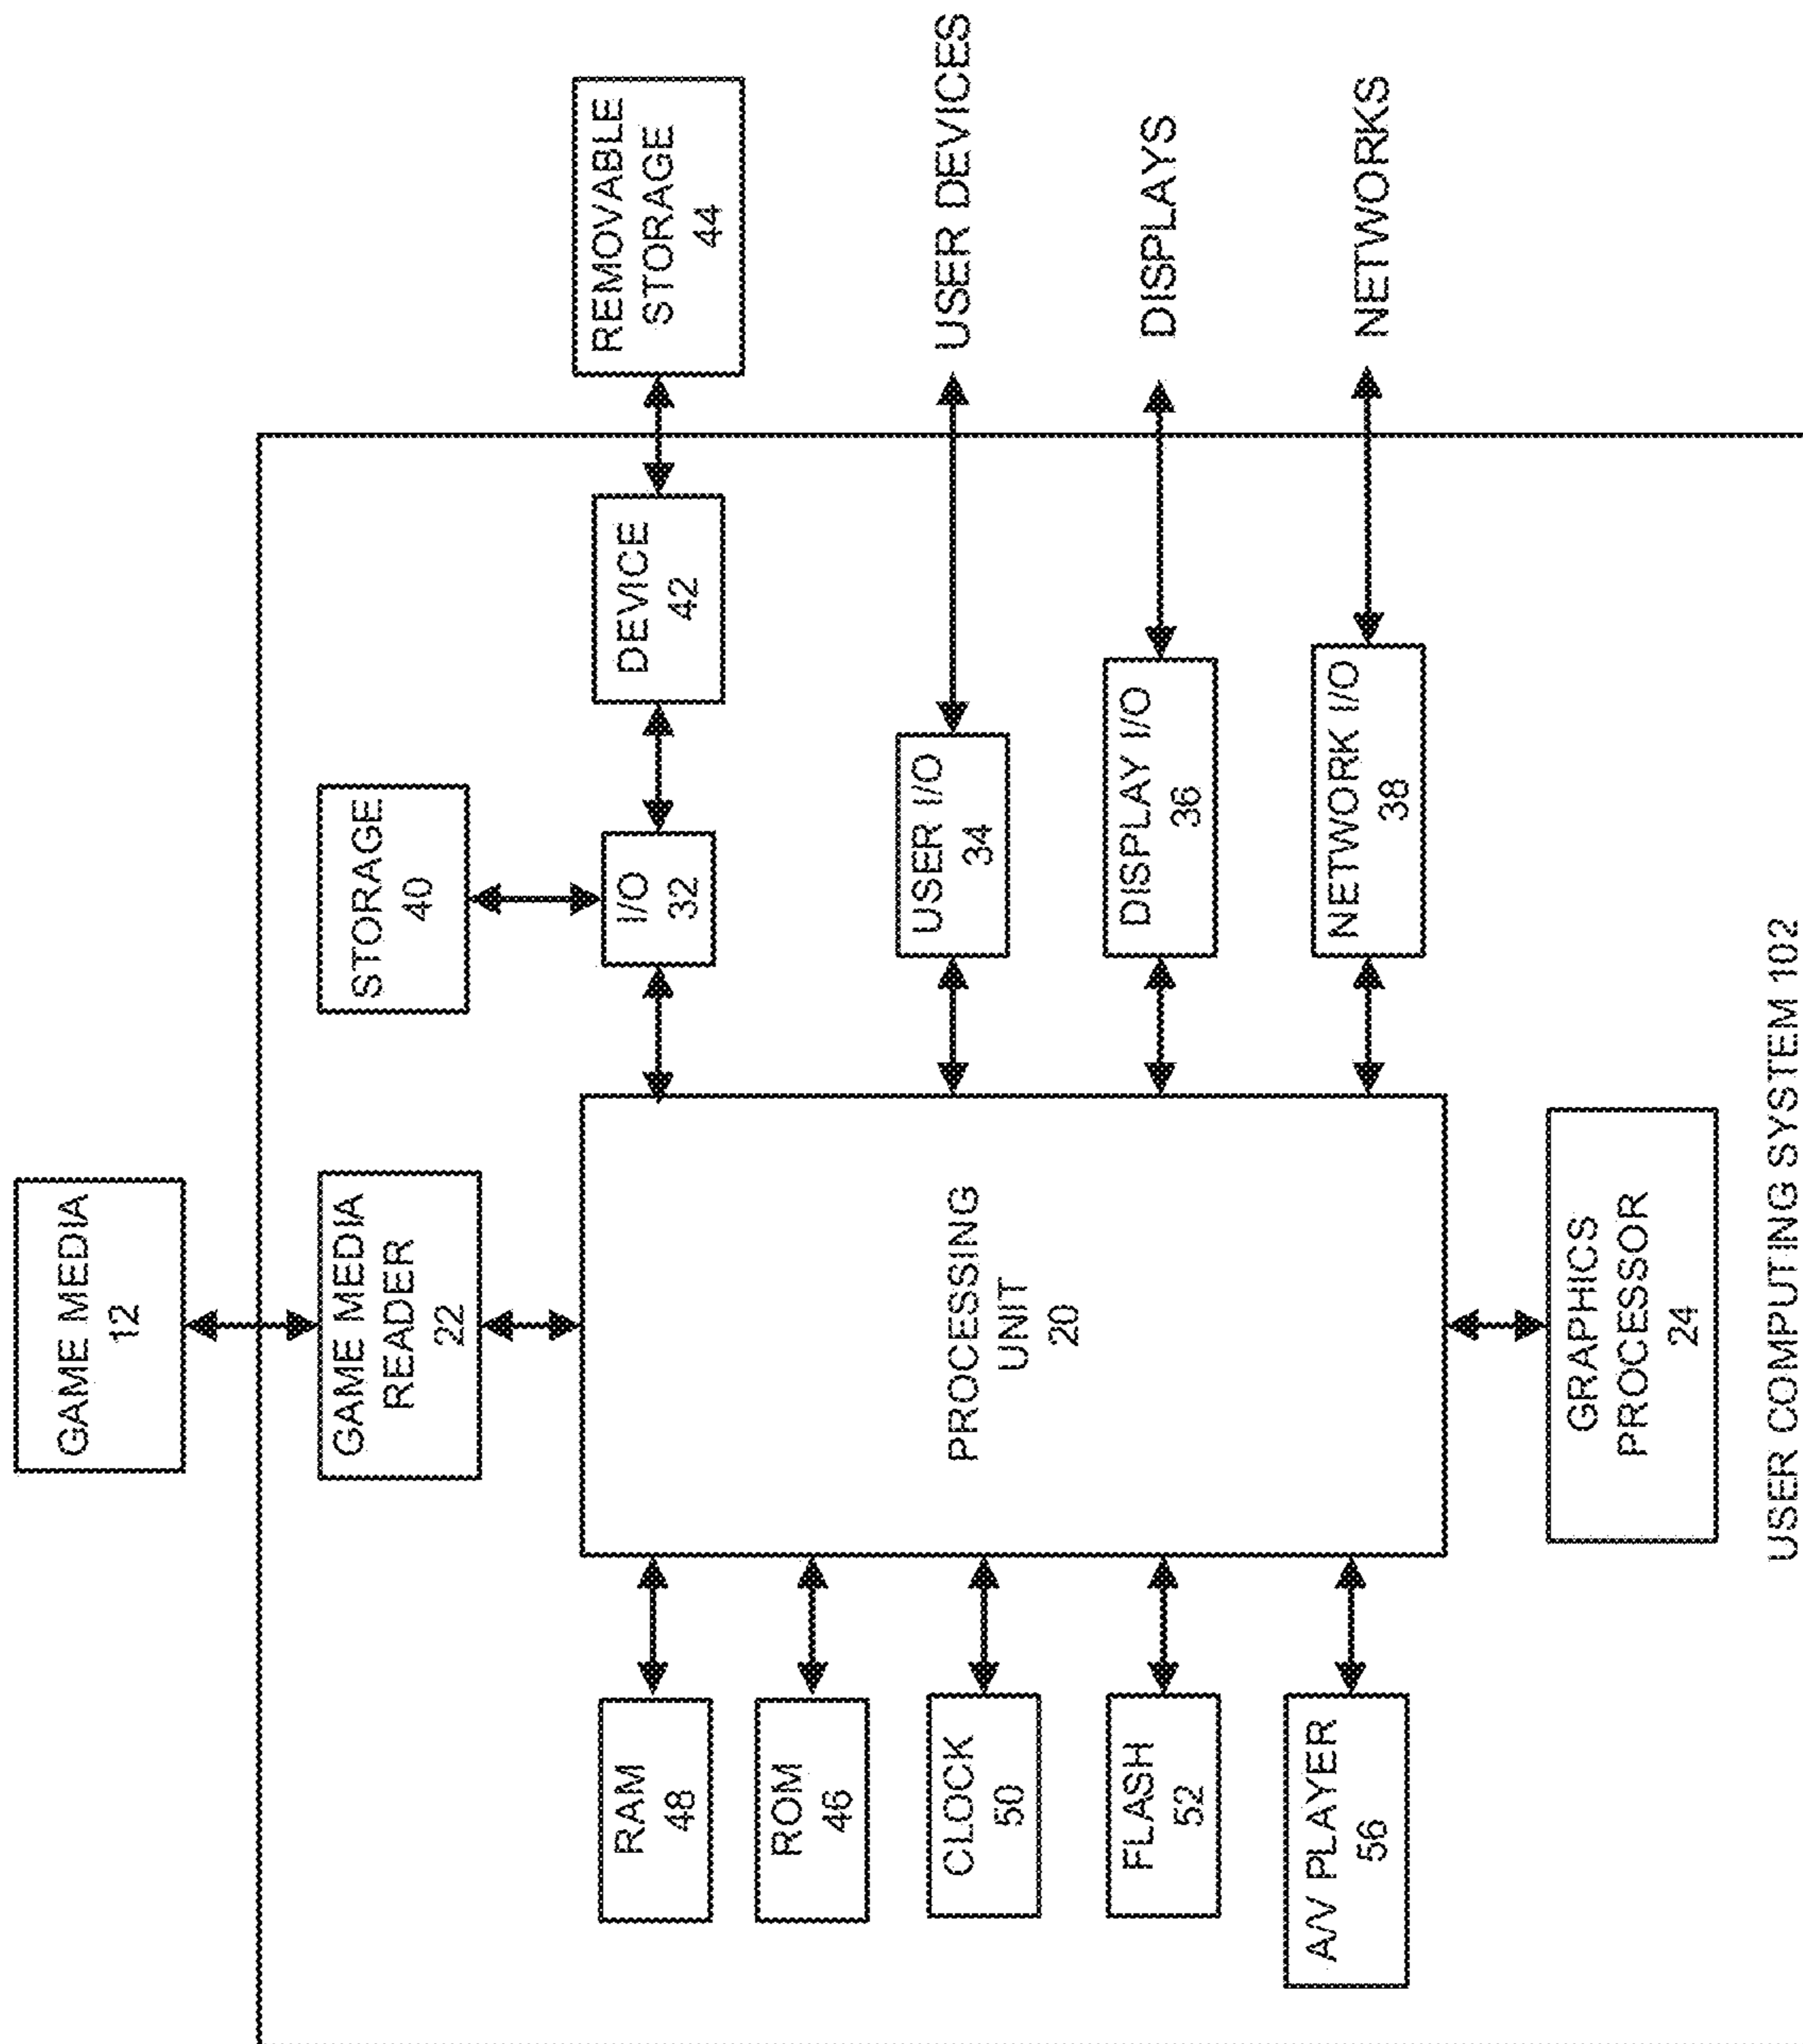 GAME MEDIA
12
GAME MEDIA
READER
22
STORAGE
40
RAM
48
I/O
32
DEVICE
42
REMOVABLE
STORAGE
44
ROM
46
PROCESSING
UNIT
20
USER I/O
34
USER DEVICES
CLOCK
50
FLASH
52
DISPLAY I/O
36
DISPLAYS
A/V PLAYER
56
NETWORK I/O
38
NETWORKS
GRAPHICS
PROCESSOR
24
USER COMPUTING SYSTEM 102